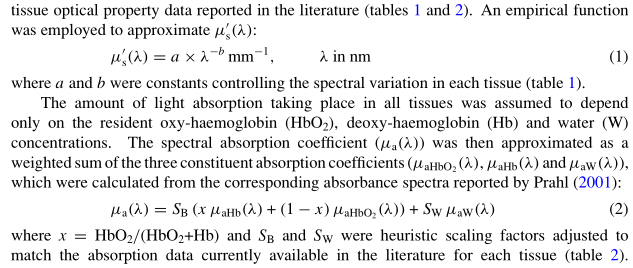 tissue optical property data reported in the literature (tables 1 and 2). An empirical function
was employed to approximate μ′s(λ):
μ′s(λ) = a × λ^−b mm^−1, λ in nm (1)
where a and b were constants controlling the spectral variation in each tissue (table 1).
The amount of light absorption taking place in all tissues was assumed to depend
only on the resident oxy-haemoglobin (HbO₂), deoxy-haemoglobin (Hb) and water (W)
concentrations. The spectral absorption coefficient (μa(λ)) was then approximated as a
weighted sum of the three constituent absorption coefficients (μaHbO₂(λ), μaHb(λ) and μaW(λ)),
which were calculated from the corresponding absorbance spectra reported by Prahl (2001):
μa(λ) = SB (x μaHb(λ) + (1 − x) μaHbO₂(λ)) + SW μaW(λ) (2)
where x = HbO₂/(HbO₂+Hb) and SB and SW were heuristic scaling factors adjusted to
match the absorption data currently available in the literature for each tissue (table 2).